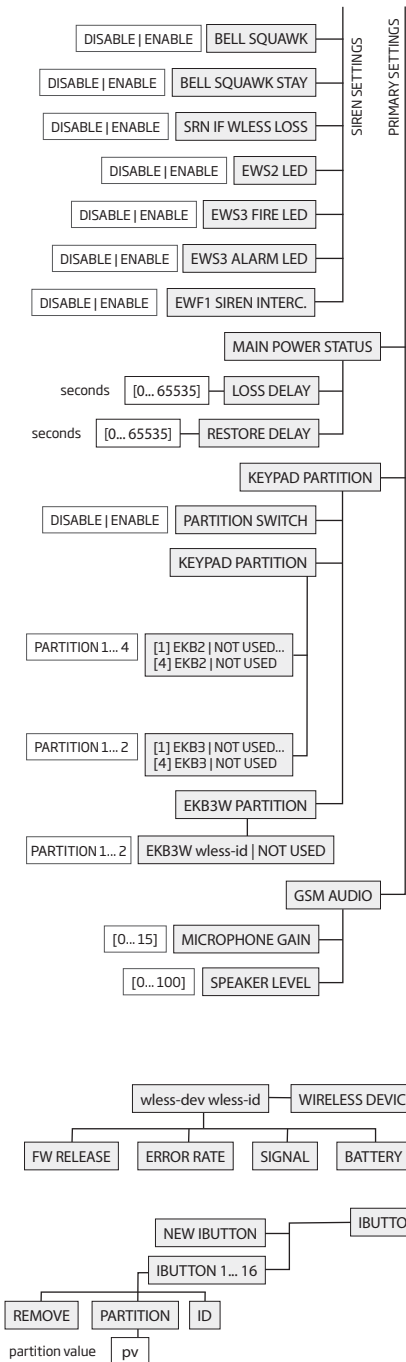 SIREN SETTINGS
PRIMARY SETTINGS
DISABLE | ENABLE BELL SQUAWK
DISABLE | ENABLE BELL SQUAWK STAY
DISABLE | ENABLE SRN IF WLESS LOSS
DISABLE | ENABLE EWS2 LED
DISABLE | ENABLE EWS3 FIRE LED
DISABLE | ENABLE EWS3 ALARM LED
DISABLE | ENABLE EWF1 SIREN INTERC.
MAIN POWER STATUS
seconds [0... 65535] LOSS DELAY
seconds [0... 65535] RESTORE DELAY
KEYPAD PARTITION
DISABLE | ENABLE PARTITION SWITCH
KEYPAD PARTITION
PARTITION 1... 4 [1] EKB2 | NOT USED...
[4] EKB2 | NOT USED
PARTITION 1... 2 [1] EKB3 | NOT USED...
[4] EKB3 | NOT USED
EKB3W PARTITION
PARTITION 1... 2 EKB3W wless-id | NOT USED
GSM AUDIO
[0... 15] MICROPHONE GAIN
[0... 100] SPEAKER LEVEL
wless-dev wless-id WIRELESS DEVIC
FW RELEASE ERROR RATE SIGNAL BATTERY
IBUTTO
NEW IBUTTON
IBUTTON 1... 16
REMOVE PARTITION ID
partition value pv